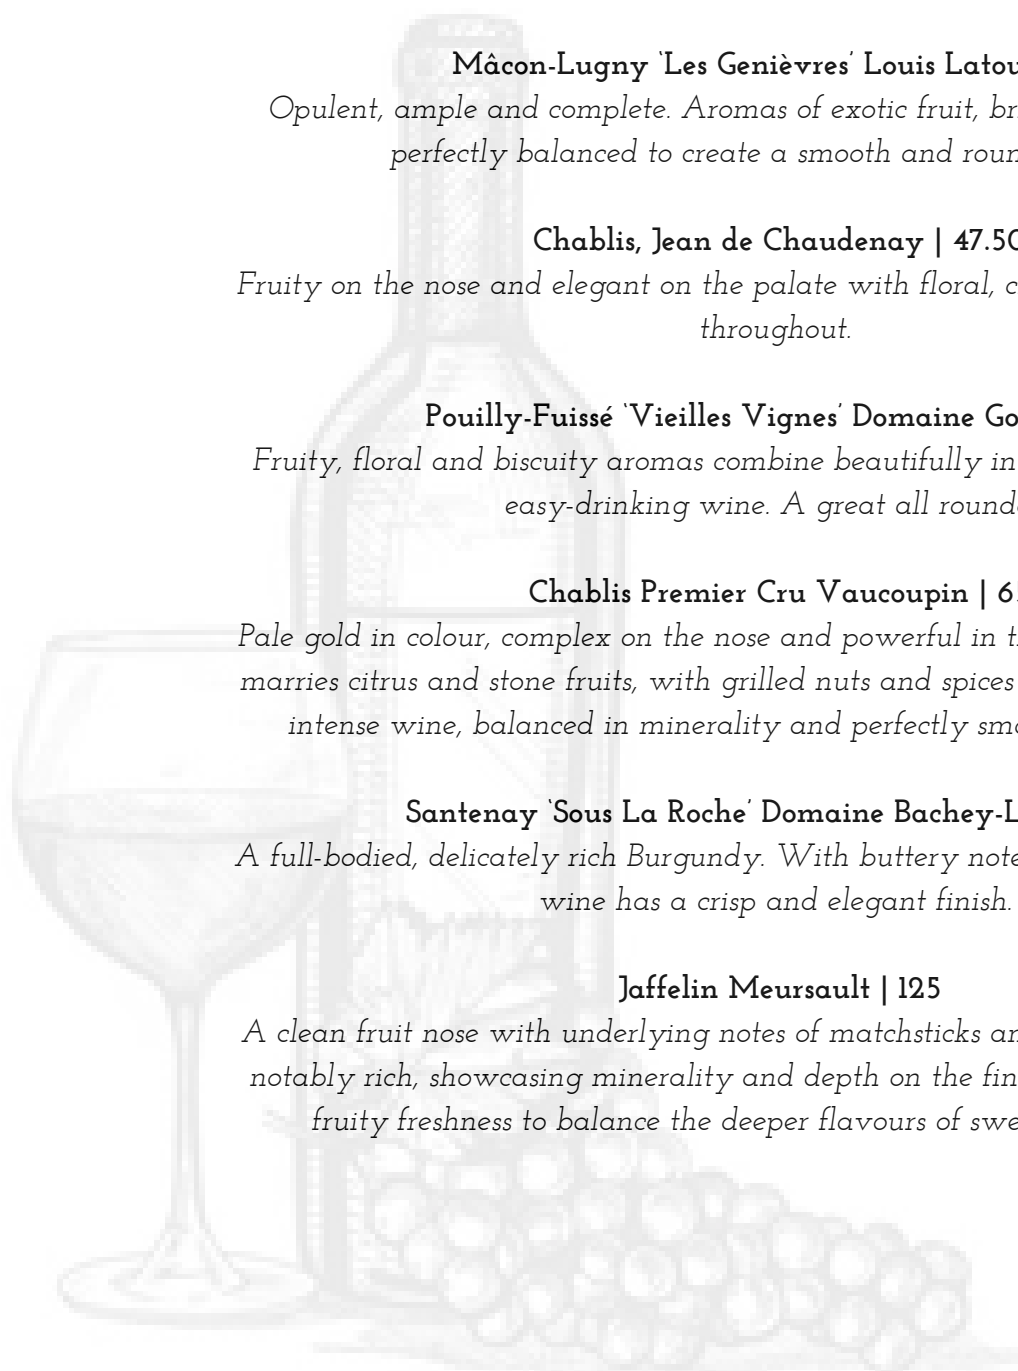 Mâcon-Lugny ‘Les Genièvres’ Louis Latou
Opulent, ample and complete. Aromas of exotic fruit, br
perfectly balanced to create a smooth and roun
Chablis, Jean de Chaudenay | 47.50
Fruity on the nose and elegant on the palate with floral, c
throughout.
Pouilly-Fuissé ‘Vieilles Vignes’ Domaine Go
Fruity, floral and biscuity aromas combine beautifully in
easy-drinking wine. A great all round
Chablis Premier Cru Vaucoupin | 6
Pale gold in colour, complex on the nose and powerful in t
marries citrus and stone fruits, with grilled nuts and spices
intense wine, balanced in minerality and perfectly smo
Santenay ‘Sous La Roche’ Domaine Bachey-L
A full-bodied, delicately rich Burgundy. With buttery note
wine has a crisp and elegant finish.
Jaffelin Meursault | 125
A clean fruit nose with underlying notes of matchsticks an
notably rich, showcasing minerality and depth on the fin
fruity freshness to balance the deeper flavours of swe